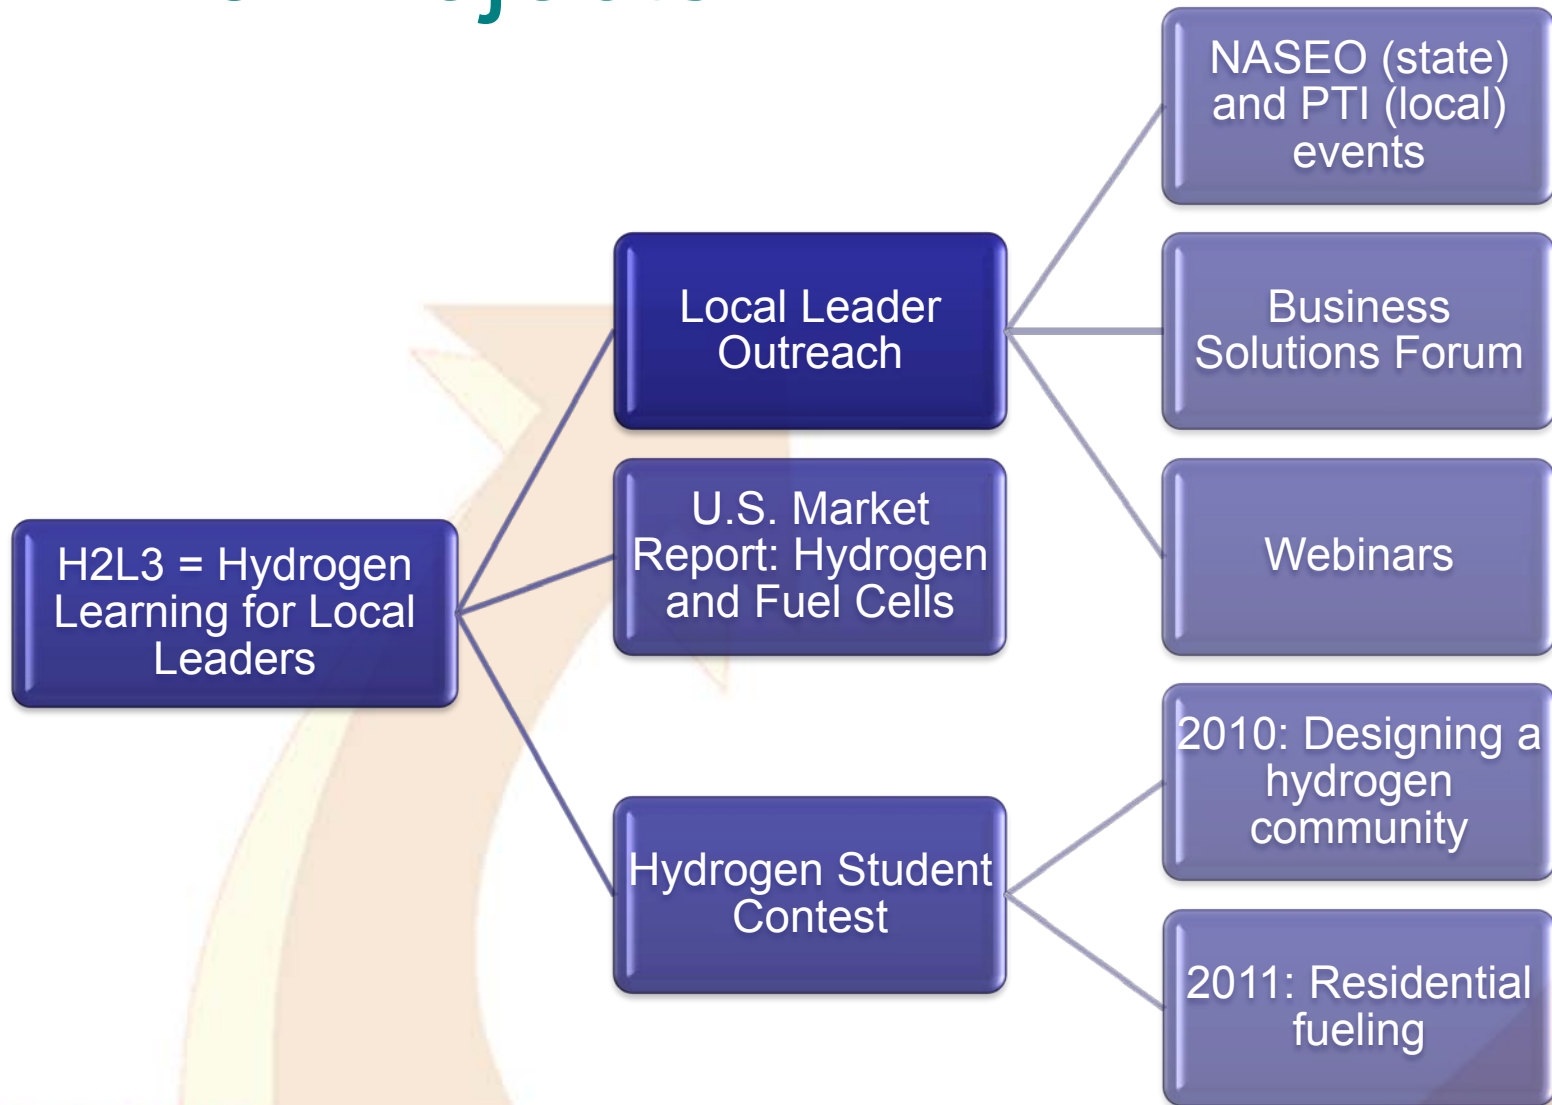 H2L3 = Hydrogen
Learning for Local
Leaders
Local Leader
Outreach
U.S. Market
Report: Hydrogen
and Fuel Cells
Hydrogen Student
Contest
NASEO (state)
and PTI (local)
events
Business
Solutions Forum
Webinars
2010: Designing a
hydrogen
community
2011: Residential
fueling